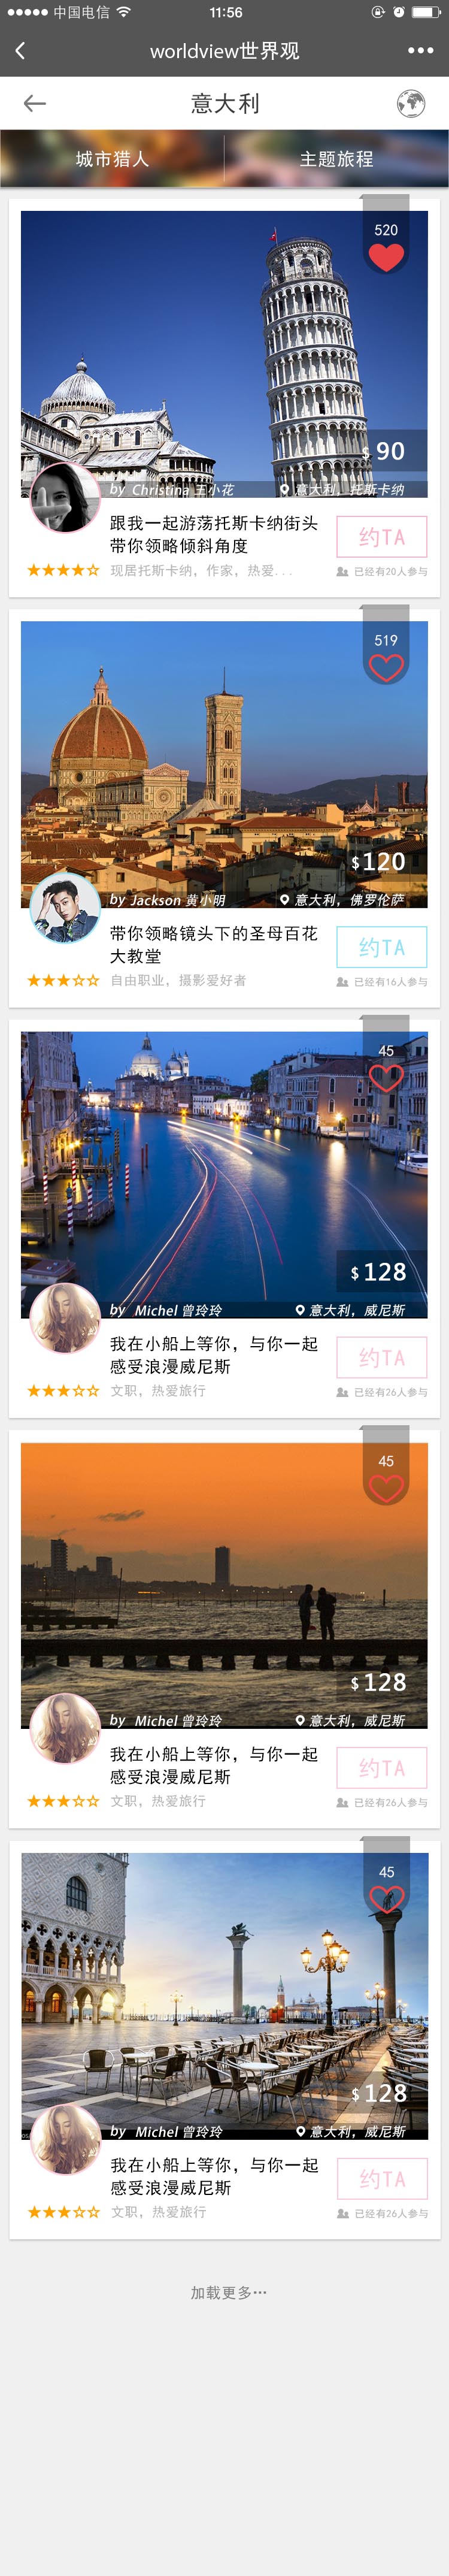 中国电信
11:56
worldview世界观
意大利
城市猎人
主题旅程
520
$ 90
by Christina 王小花
意大利，托斯卡纳
跟我一起游荡托斯卡纳街头
带你领略倾斜角度
约TA
现居托斯卡纳，作家，热爱...
已经有20人参与
519
$120
by Jackson 黄小明
意大利，佛罗伦萨
带你领略镜头下的圣母百花
大教堂
约TA
自由职业，摄影爱好者
已经有16人参与
45
$128
by Michel 曾玲玲
意大利，威尼斯
我在小船上等你，与你一起
感受浪漫威尼斯
约TA
文职，热爱旅行
已经有26人参与
45
$128
by Michel 曾玲玲
意大利，威尼斯
我在小船上等你，与你一起
感受浪漫威尼斯
约TA
文职，热爱旅行
已经有26人参与
45
$128
by Michel 曾玲玲
意大利，威尼斯
我在小船上等你，与你一起
感受浪漫威尼斯
约TA
文职，热爱旅行
已经有26人参与
加载更多···